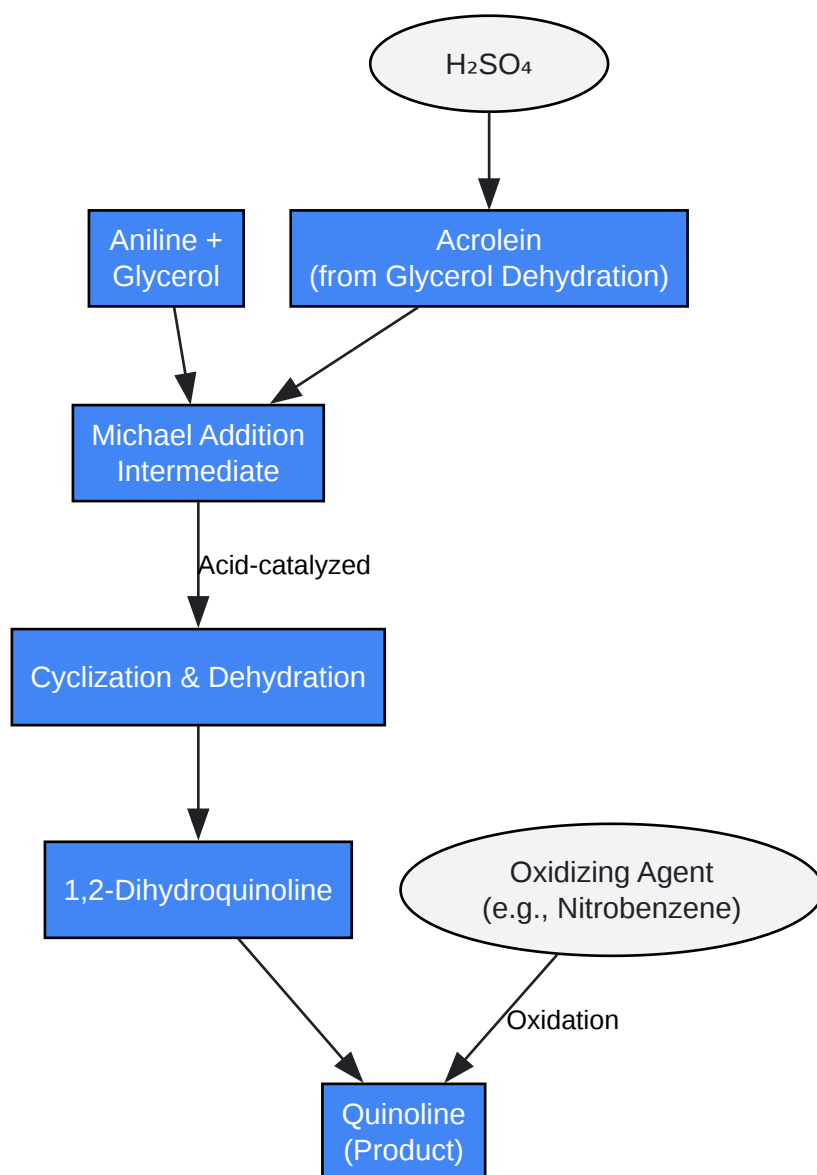 H₂SO₄
Aniline +
Glycerol
Acrolein
(from Glycerol Dehydration)
Michael Addition
Intermediate
Acid-catalyzed
Cyclization & Dehydration
1,2-Dihydroquinoline
Oxidizing Agent
(e.g., Nitrobenzene)
Oxidation
Quinoline
(Product)